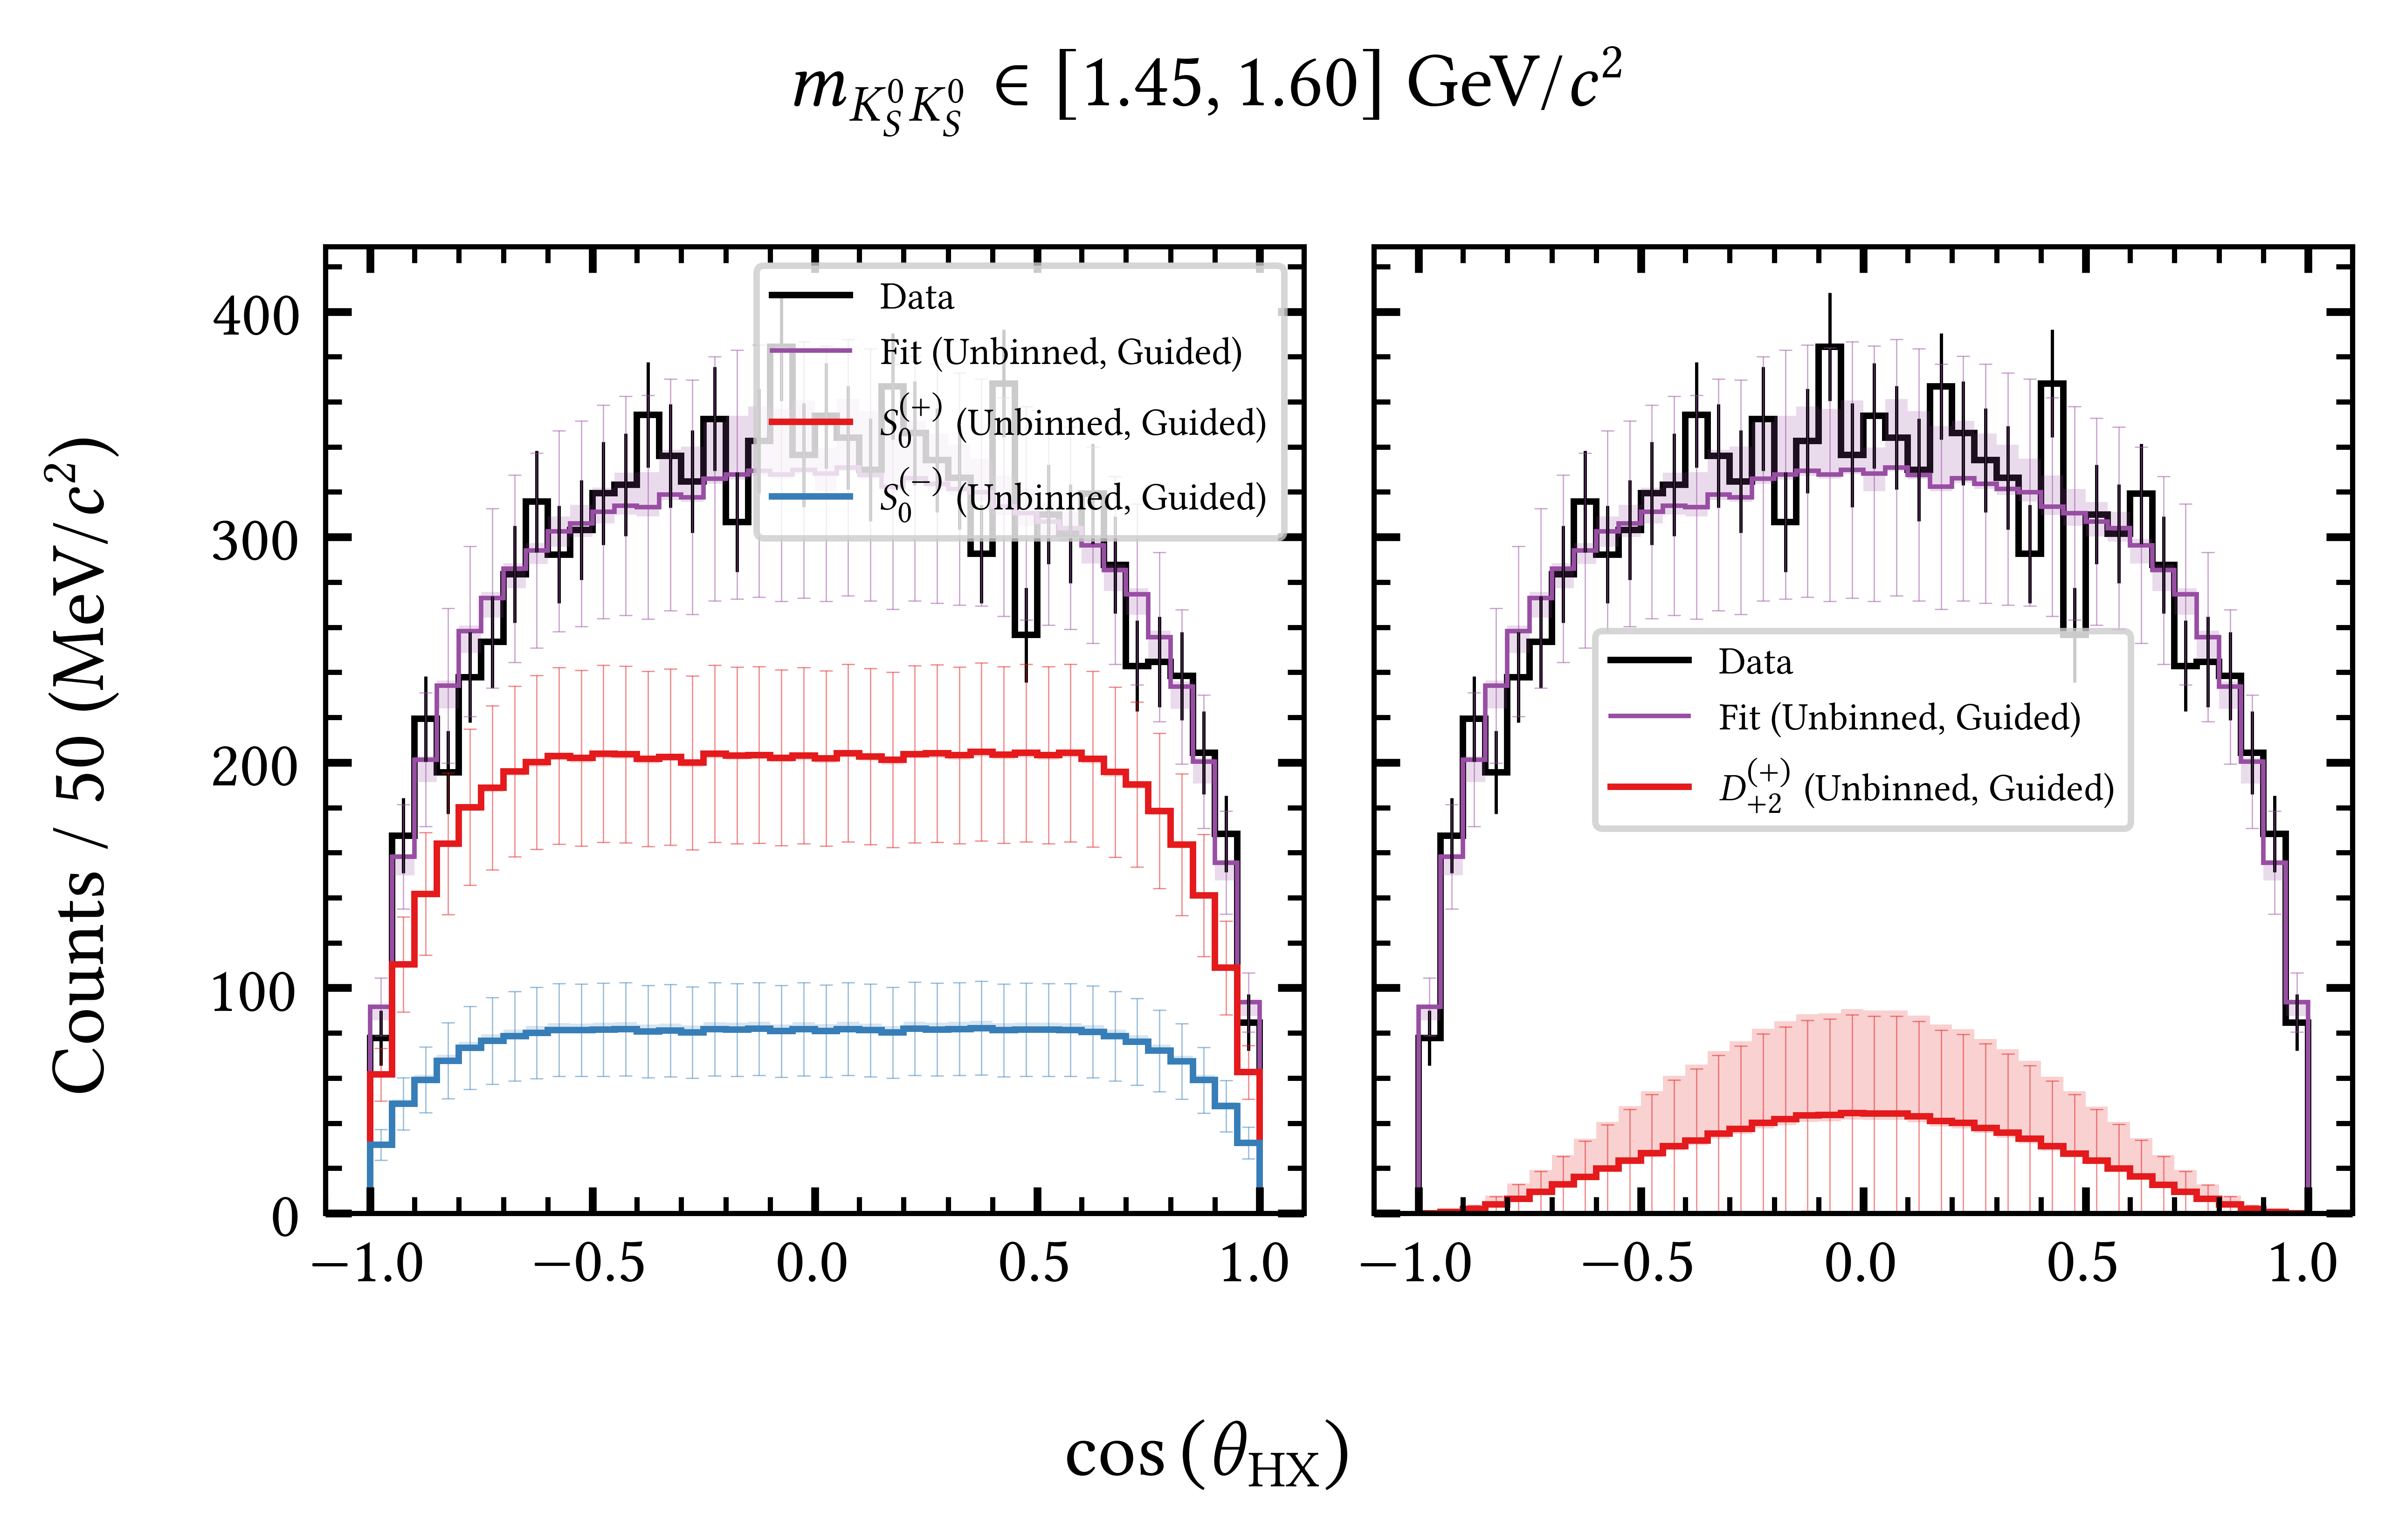 m_{K_S^0 K_S^0} ∈ [1.45, 1.60] GeV/c²
Counts / 50 (MeV/c²)
400
300
200
100
0
Data
Fit (Unbinned, Guided)
S_0^{(+)} (Unbinned, Guided)
S_0^{(−)} (Unbinned, Guided)
Data
Fit (Unbinned, Guided)
D_{+2}^{(+)} (Unbinned, Guided)
−1.0 −0.5 0.0 0.5 1.0
−1.0 −0.5 0.0 0.5 1.0
cos (θ_{HX})